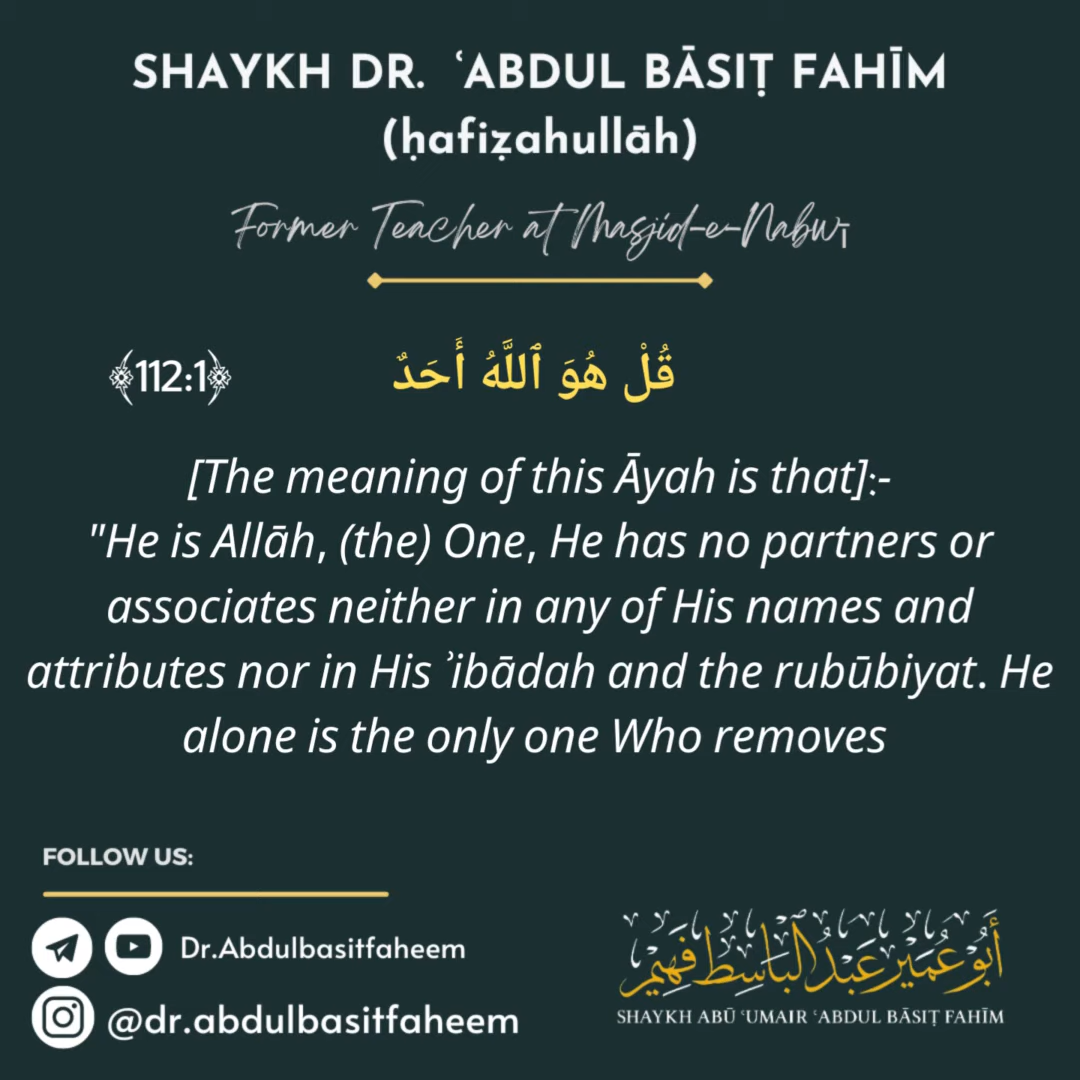 SHAYKH DR. ʿABDUL BĀSIṬ FAHĪM
(ḥafiẓahullāh)
Former Teacher at Masjid-e-Nabwī
﴾112:1﴿
قُلْ هُوَ ٱللَّهُ أَحَدٌ
[The meaning of this Āyah is that]:-
"He is Allāh, (the) One, He has no partners or
associates neither in any of His names and
attributes nor in His ʾibādah and the rubūbiyat. He
alone is the only one Who removes
FOLLOW US:
Dr.Abdulbasitfaheem
@dr.abdulbasitfaheem
أبو عمير عبد الباسط فهيم
SHAYKH ABŪ ʿUMAIR ʿABDUL BĀSIṬ FAHĪM